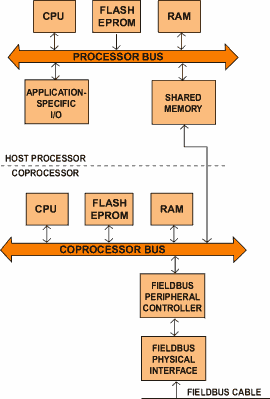 CPU
FLASH
EPROM
RAM
PROCESSOR BUS
APPLICATION-
SPECIFIC
I/O
SHARED
MEMORY
HOST PROCESSOR
COPROCESSOR
CPU
FLASH
EPROM
RAM
COPROCESSOR BUS
FIELDBUS
PERIPHERAL
CONTROLLER
FIELDBUS
PHYSICAL
INTERFACE
FIELDBUS CABLE